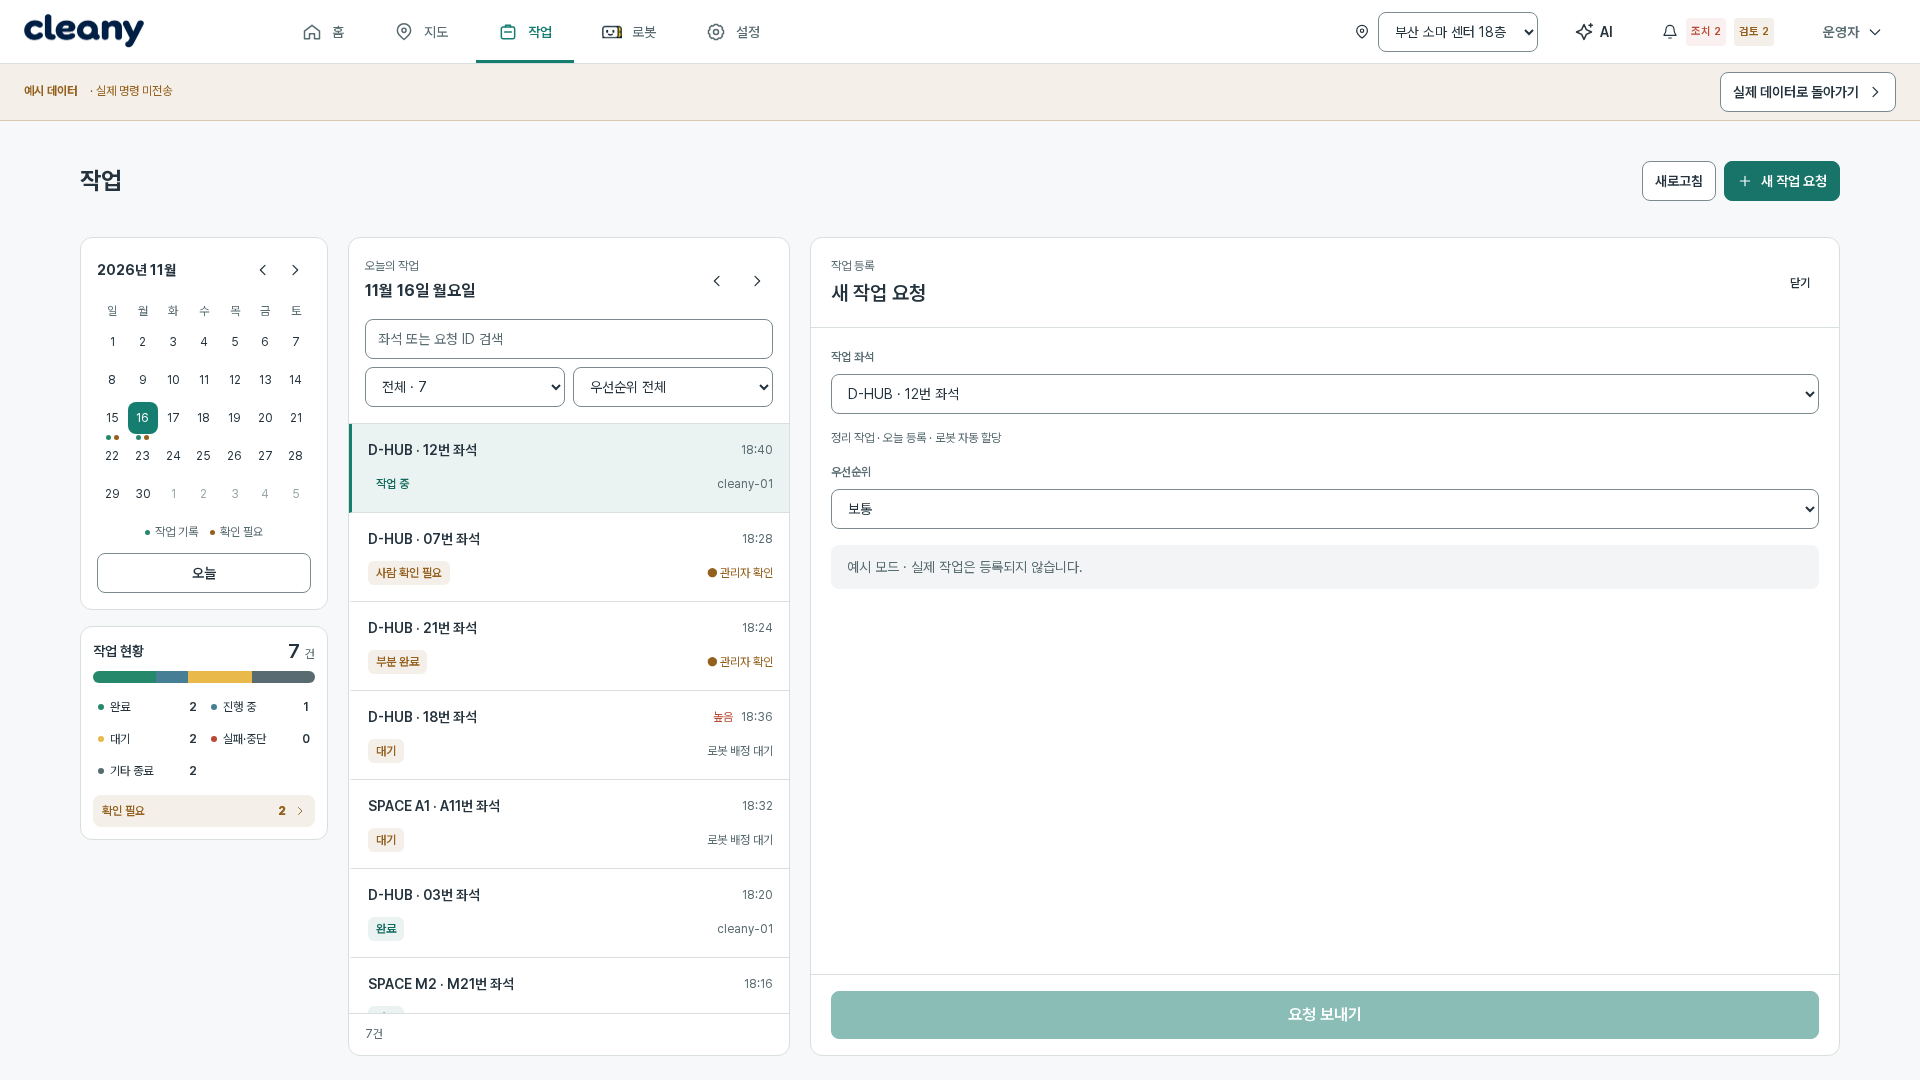 cleany
홈
지도
작업
로봇
설정
부산 소마 센터 18층
AI
조치 2
검토 2
운영자
예시 데이터 · 실제 명령 미전송
실제 데이터로 돌아가기
작업
새로고침
새 작업 요청
2026년 11월
일 월 화 수 목 금 토
1 2 3 4 5 6 7
8 9 10 11 12 13 14
15 16 17 18 19 20 21
22 23 24 25 26 27 28
29 30 1 2 3 4 5
작업 기록 확인 필요
오늘
작업 현황 7 건
완료 2 진행 중 1
대기 2 실패·중단 0
기타 종료 2
확인 필요 2
오늘의 작업
11월 16일 월요일
좌석 또는 요청 ID 검색
전체 · 7
우선순위 전체
D-HUB · 12번 좌석 18:40
작업 중 cleany-01
D-HUB · 07번 좌석 18:28
사람 확인 필요 관리자 확인
D-HUB · 21번 좌석 18:24
부분 완료 관리자 확인
D-HUB · 18번 좌석 높음 18:36
대기 로봇 배정 대기
SPACE A1 · A11번 좌석 18:32
대기 로봇 배정 대기
D-HUB · 03번 좌석 18:20
완료 cleany-01
SPACE M2 · M21번 좌석 18:16
7건
작업 등록
새 작업 요청
닫기
작업 좌석
D-HUB · 12번 좌석
정리 작업 · 오늘 등록 · 로봇 자동 할당
우선순위
보통
예시 모드 · 실제 작업은 등록되지 않습니다.
요청 보내기